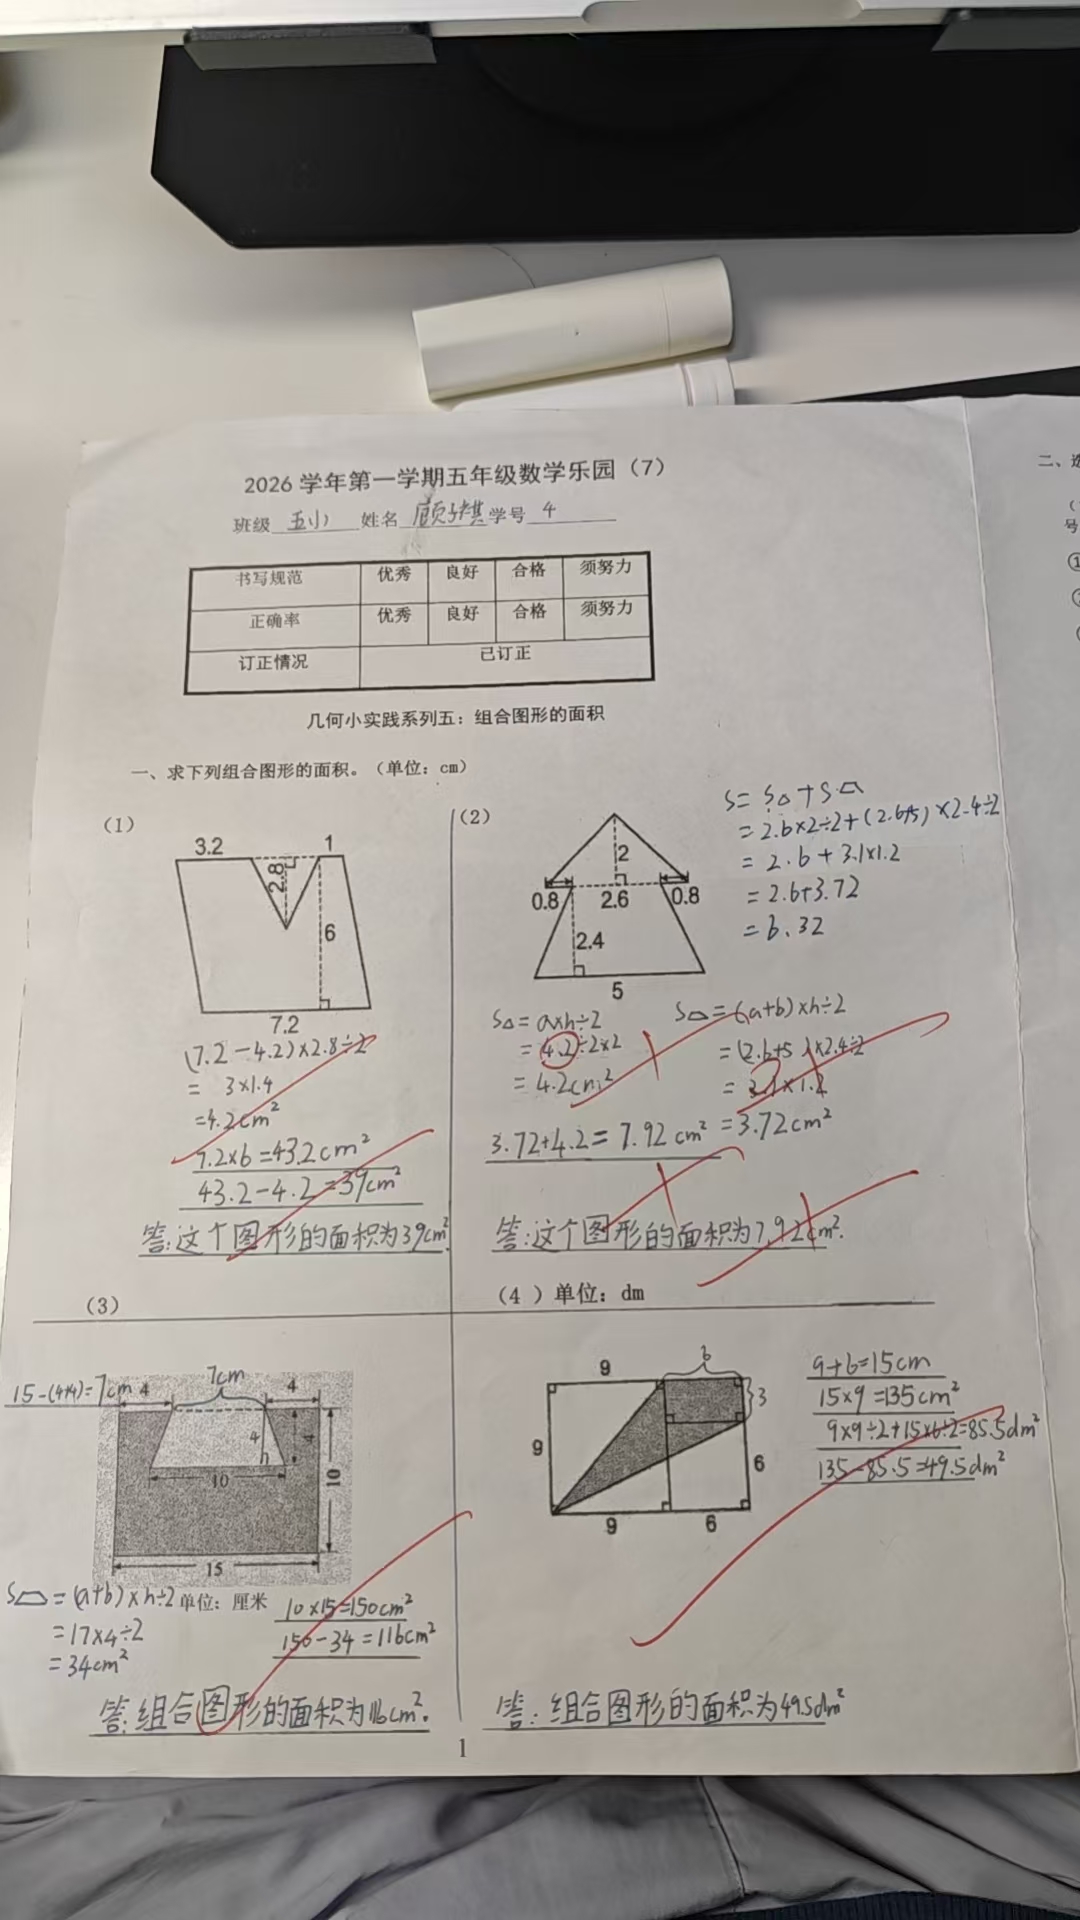 2026 学年第一学期五年级数学乐园（7）
班级 五(1) 姓名 学号 4
书写规范 优秀 良好 合格 须努力
正确率 优秀 良好 合格 须努力
订正情况 已订正
几何小实践系列五：组合图形的面积
一、求下列组合图形的面积。（单位：cm）
（1）
3.2 1
2.8
6
7.2
(7.2-4.2)×2.8÷2
= 3×1.4
=4.2cm²
7.2×6=43.2cm²
43.2-4.2=39cm²
答:这个图形的面积为39cm².
（2）
2
0.8 2.6 0.8
2.4
5
S=S△+S⏢
=2.6×2÷2+(2.6+5)×2.4÷2
= 2.6+3.1×1.2
=2.6+3.72
=6.32
S△=a×h÷2
=4.2÷2×2
=4.2cm²
S⏢=(a+b)×h÷2
=(2.6+5)×2.4÷2
=3.1×1.2
=3.72cm²
3.72+4.2=7.92cm²
答:这个图形的面积为7.92cm².
（3）
15-(4+4)=7cm
7cm
4 4
4 4
10 10
15
单位：厘米
S⏢=(a+b)×h÷2
=17×4÷2
=34cm²
10×15=150cm²
150-34=116cm²
答:组合图形的面积为116cm².
（4 ）单位：dm
9 6
3
9 6
9 6
9+6=15cm
15×9=135cm²
9×9÷2+15×6÷2=85.5dm²
135-85.5=49.5dm²
答:组合图形的面积为49.5dm²
1
二、
（
号
①